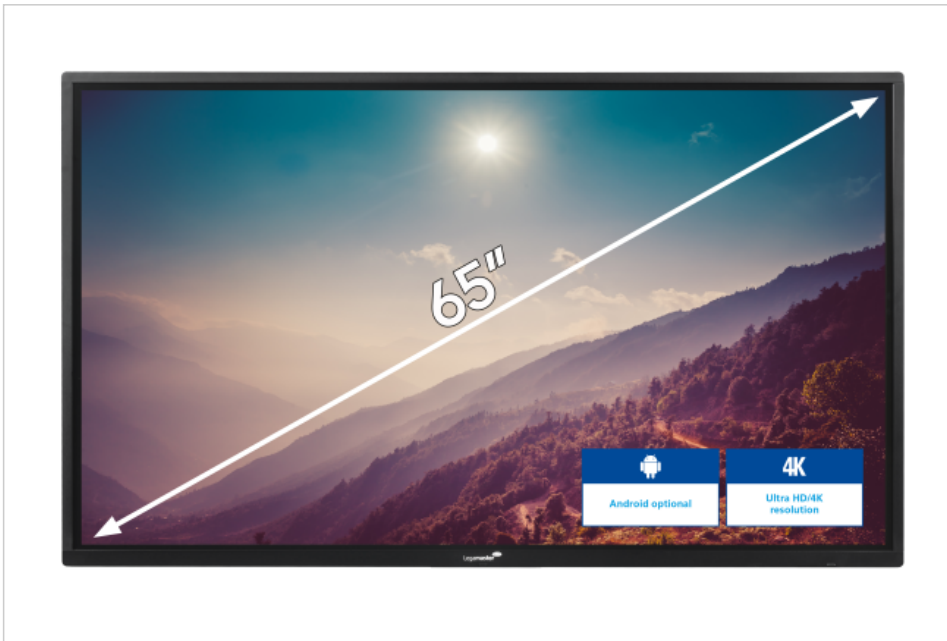 65"
Android optional
4K
Ultra HD/4K
resolution
Legamaster